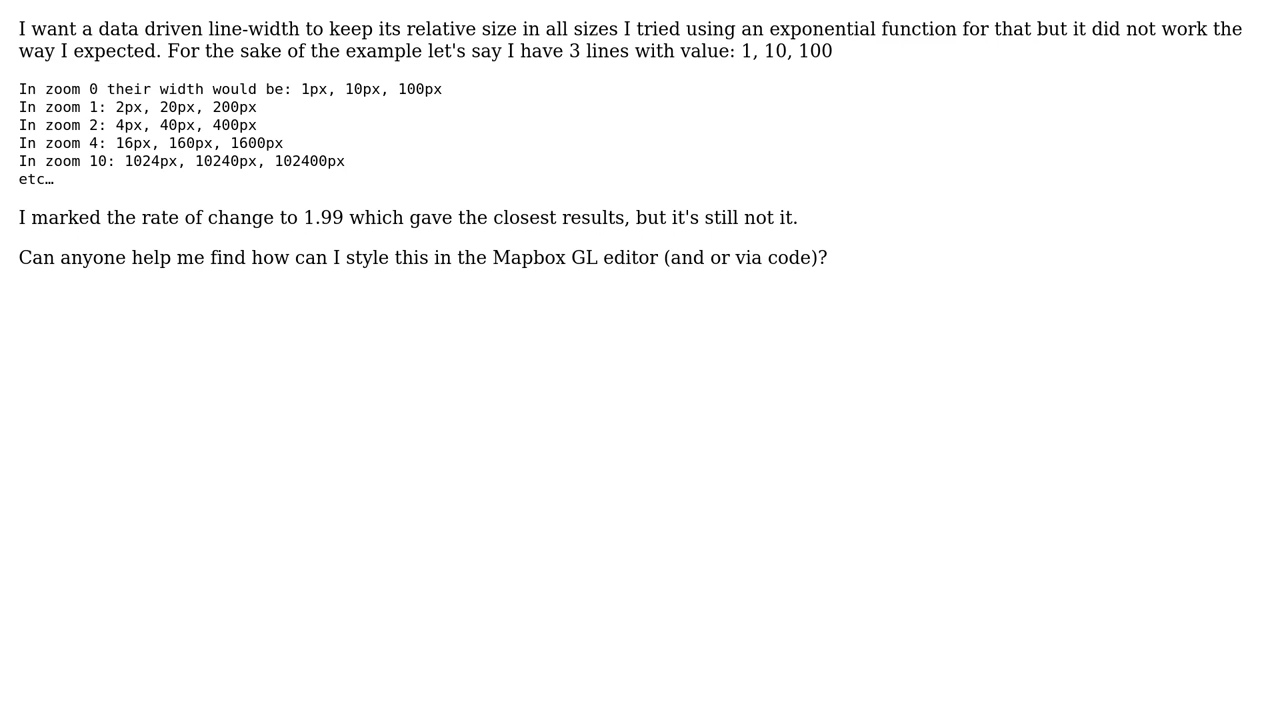 I want a data driven line-width to keep its relative size in all sizes I tried using an exponential function for that but it did not work the
way I expected. For the sake of the example let's say I have 3 lines with value: 1, 10, 100
In zoom 0 their width would be: 1px, 10px, 100px
In zoom 1: 2px, 20px, 200px
In zoom 2: 4px, 40px, 400px
In zoom 4: 16px, 160px, 1600px
In zoom 10: 1024px, 10240px, 102400px
etc…
I marked the rate of change to 1.99 which gave the closest results, but it's still not it.
Can anyone help me find how can I style this in the Mapbox GL editor (and or via code)?